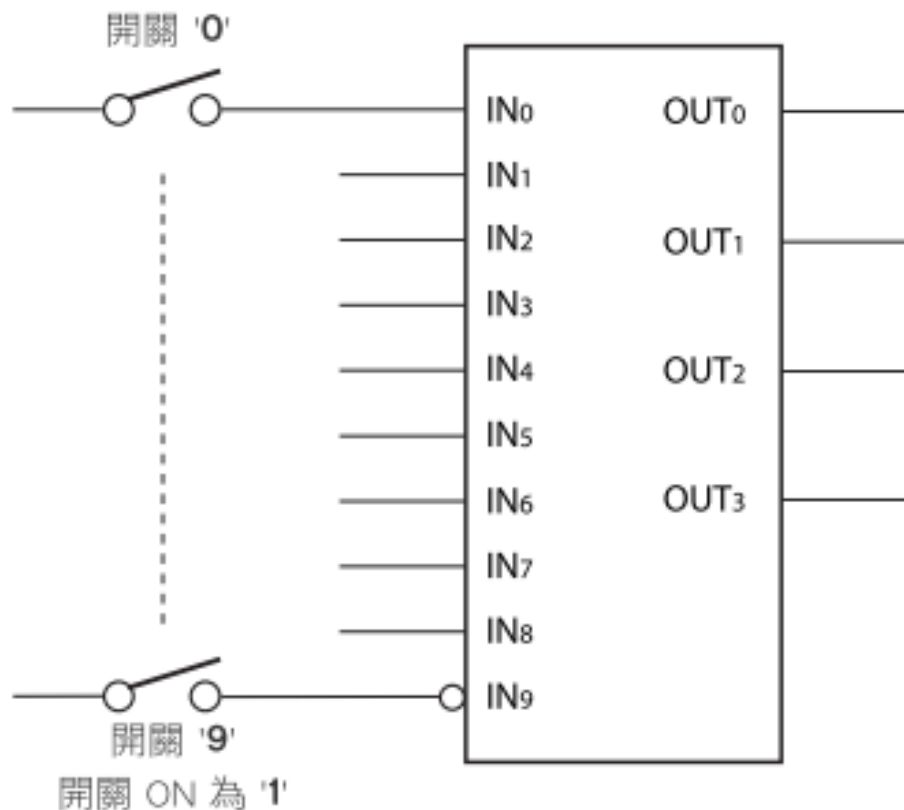 開關 '0'
IN0 OUT0
IN1
IN2 OUT1
IN3
IN4 OUT2
IN5
IN6 OUT3
IN7
IN8
IN9
開關 '9'
開關 ON 為 '1'